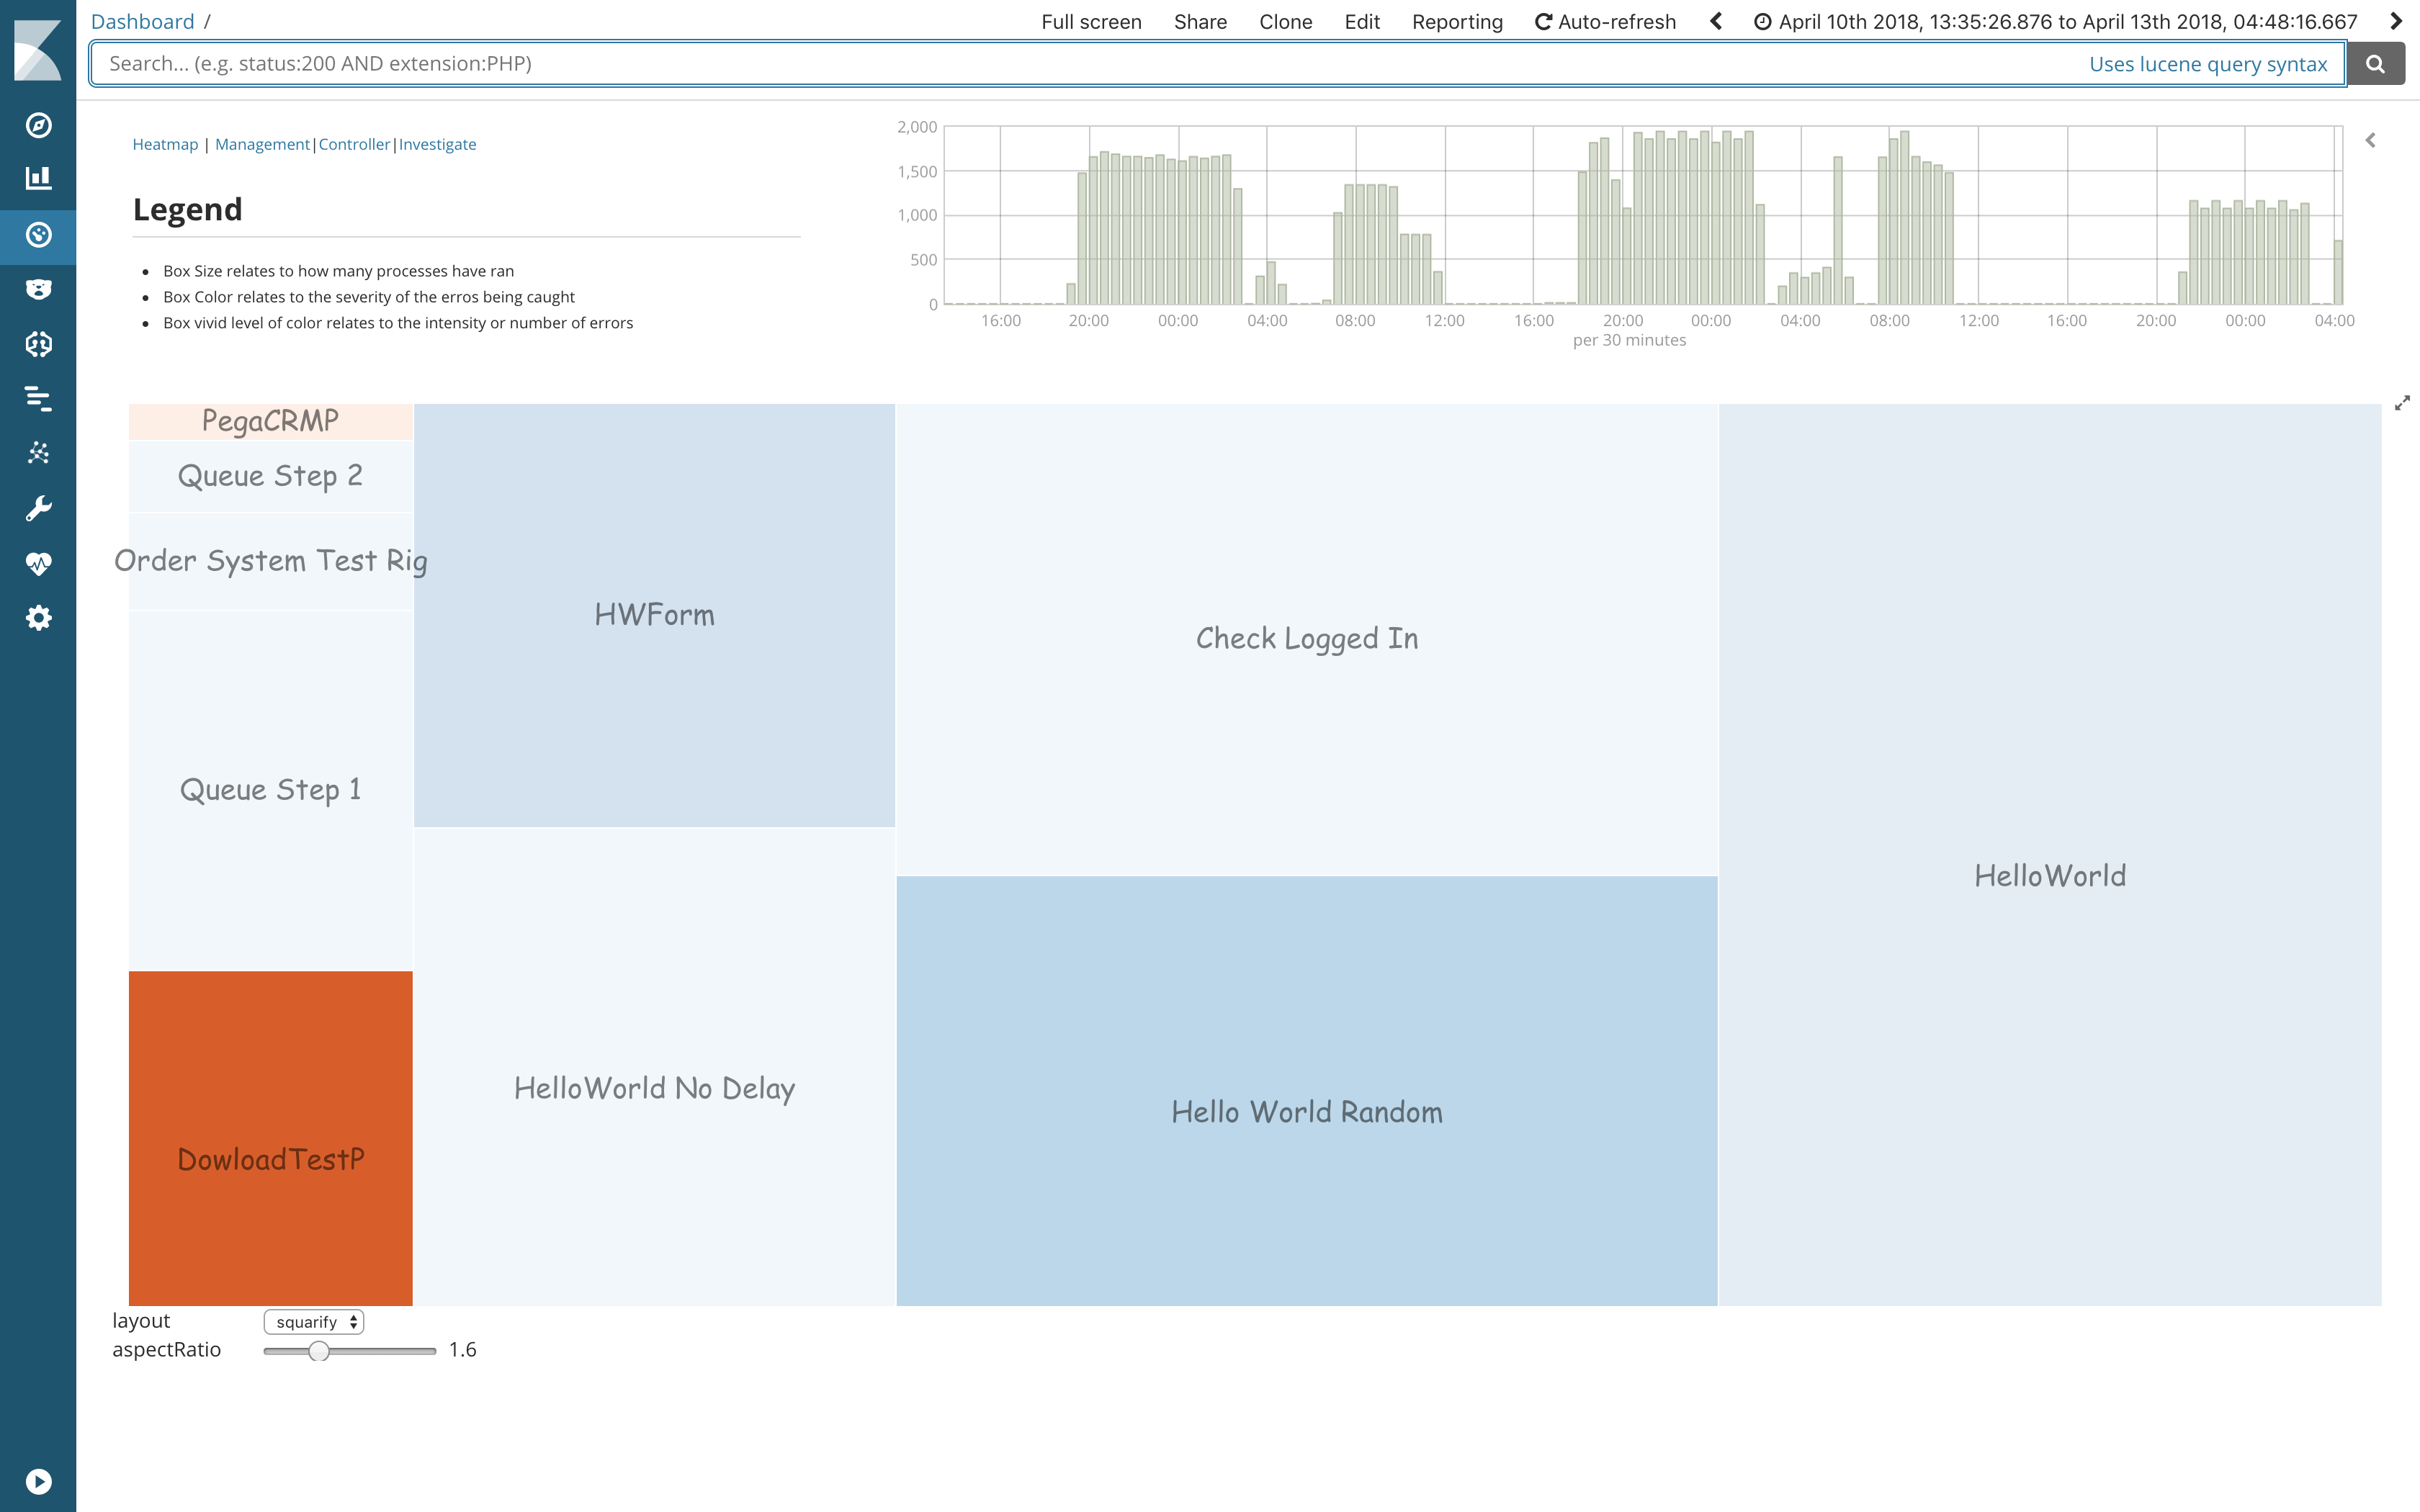 Dashboard /
Full screen Share Clone Edit Reporting Auto-refresh April 10th 2018, 13:35:26.876 to April 13th 2018, 04:48:16.667
Search... (e.g. status:200 AND extension:PHP) Uses lucene query syntax
Heatmap | Management|Controller|Investigate
Legend
Box Size relates to how many processes have ran
Box Color relates to the severity of the erros being caught
Box vivid level of color relates to the intensity or number of errors
2,000
1,500
1,000
500
0
16:00 20:00 00:00 04:00 08:00 12:00 16:00 20:00 00:00 04:00 08:00 12:00 16:00 20:00 00:00 04:00
per 30 minutes
PegaCRMP
Queue Step 2
Order System Test Rig
Queue Step 1
DowloadTestP
HWForm
HelloWorld No Delay
Check Logged In
Hello World Random
HelloWorld
layout squarify
aspectRatio 1.6